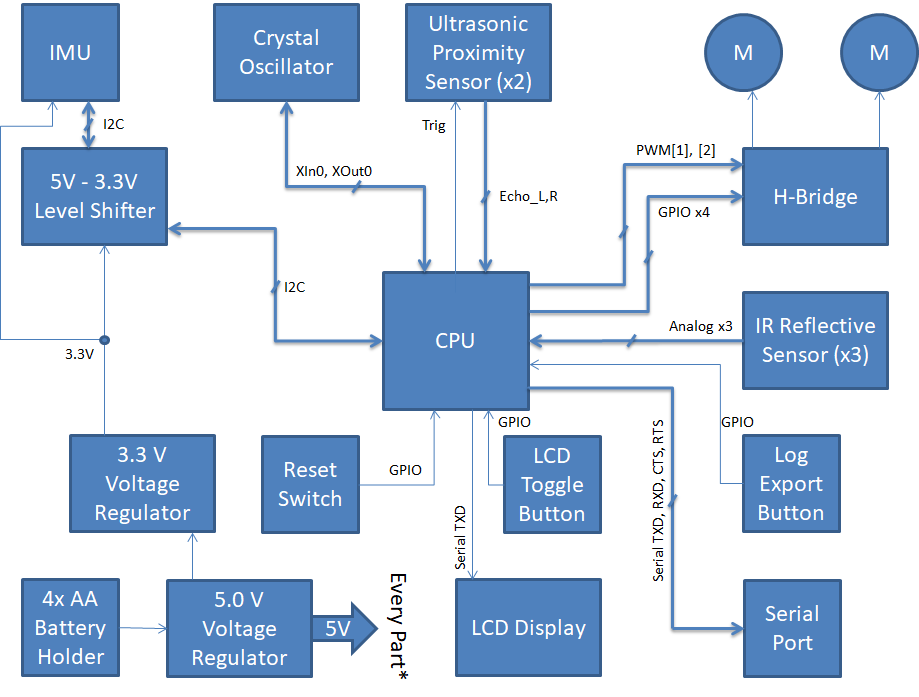 IMU
Crystal
Oscillator
Ultrasonic
Proximity
Sensor (x2)
M
M
I2C
Trig
5V - 3.3V
Level Shifter
XIn0, XOut0
Echo_L,R
PWM[1], [2]
GPIO x4
H-Bridge
I2C
CPU
Analog x3
IR Reflective
Sensor (x3)
3.3V
3.3 V
Voltage
Regulator
Reset
Switch
GPIO
GPIO
LCD
Toggle
Button
Serial TXD
Serial TXD, RXD, CTS, RTS
GPIO
Log
Export
Button
4x AA
Battery
Holder
5.0 V
Voltage
Regulator
5V
Every Part*
LCD Display
Serial
Port